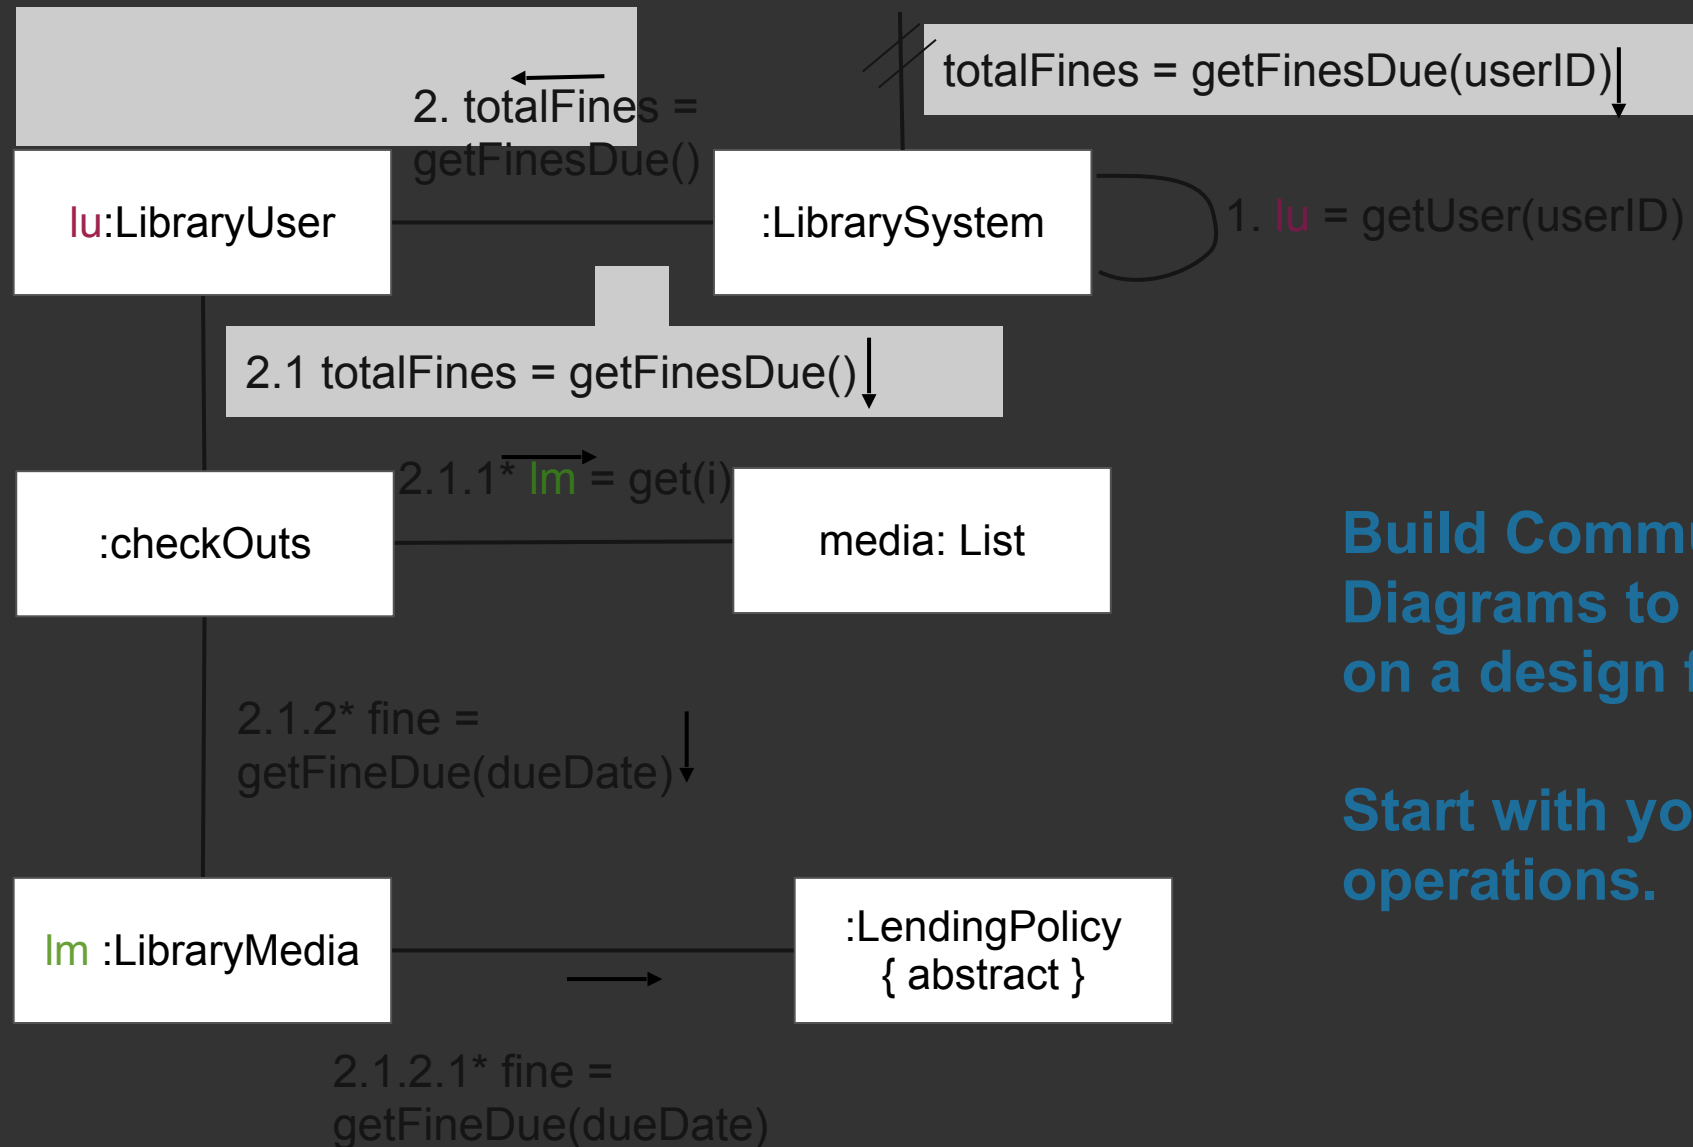 totalFines = getFinesDue(userID)
2. totalFines =
getFinesDue()
lu:LibraryUser
:LibrarySystem
1. lu = getUser(userID)
2.1 totalFines = getFinesDue()
2.1.1* lm = get(i)
:checkOuts
media: List
Build
Diagrams to
on a design
2.1.2* fine =
getFineDue(dueDate)
Start with
operations.
lm :LibraryMedia
:LendingPolicy
{ abstract }
2.1.2.1* fine =
getFineDue(dueDate)